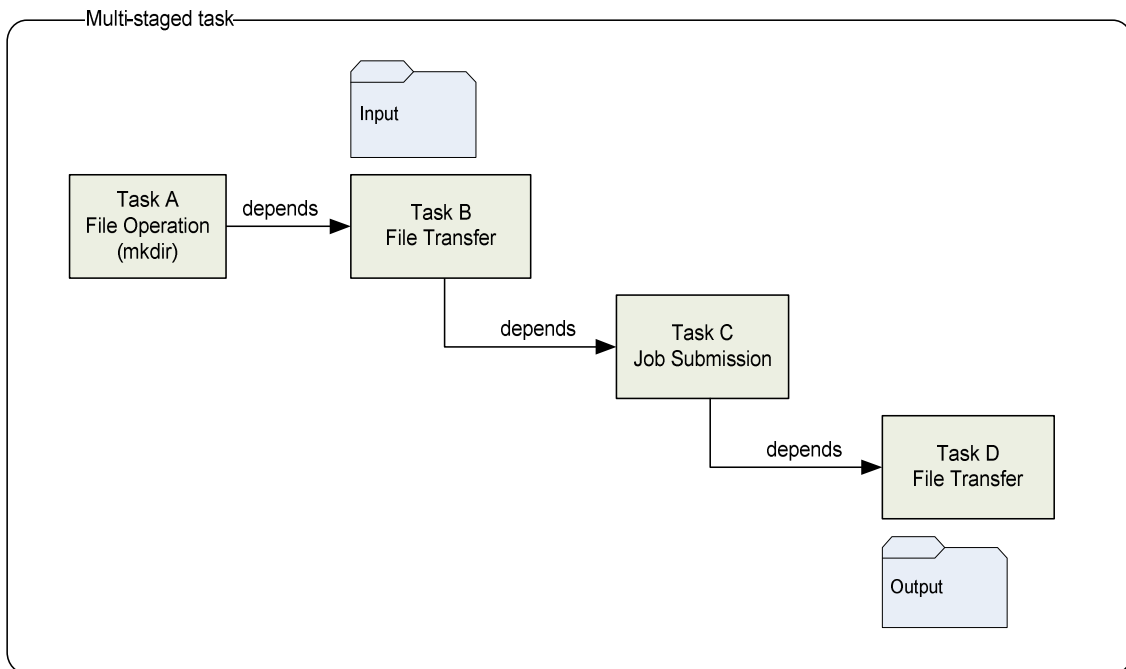 Multi-staged task
Input
Task A
File Operation
(mkdir)
depends
Task B
File Transfer
depends
Task C
Job Submission
depends
Task D
File Transfer
Output